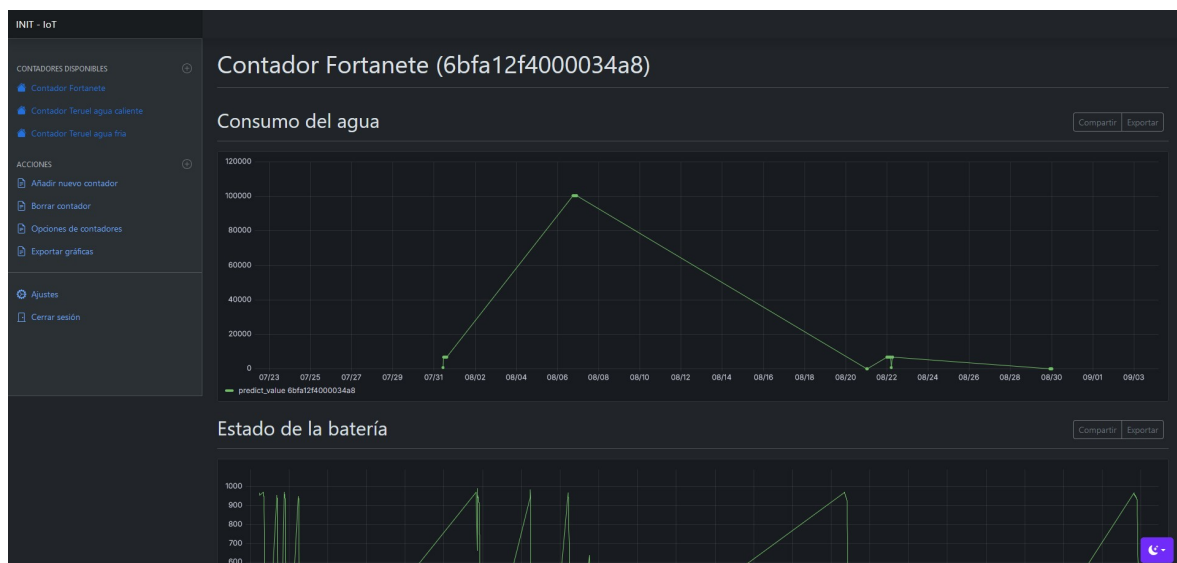 INIT - IoT
CONTADORES DISPONIBLES
Contador Fortanete
Contador Teruel agua caliente
Contador Teruel agua fria
ACCIONES
Añadir nuevo contador
Borrar contador
Opciones de contadores
Exportar gráficas
Ajustes
Cerrar sesión
Contador Fortanete (6bfa12f4000034a8)
Consumo del agua
Compartir Exportar
120000
100000
80000
60000
40000
20000
0
07/23 07/25 07/27 07/29 07/31 08/02 08/04 08/06 08/08 08/10 08/12 08/14 08/16 08/18 08/20 08/22 08/24 08/26 08/28 08/30 09/01 09/03
predict_value 6bfa12f4000034a8
Estado de la batería
Compartir Exportar
1000
900
800
700
600